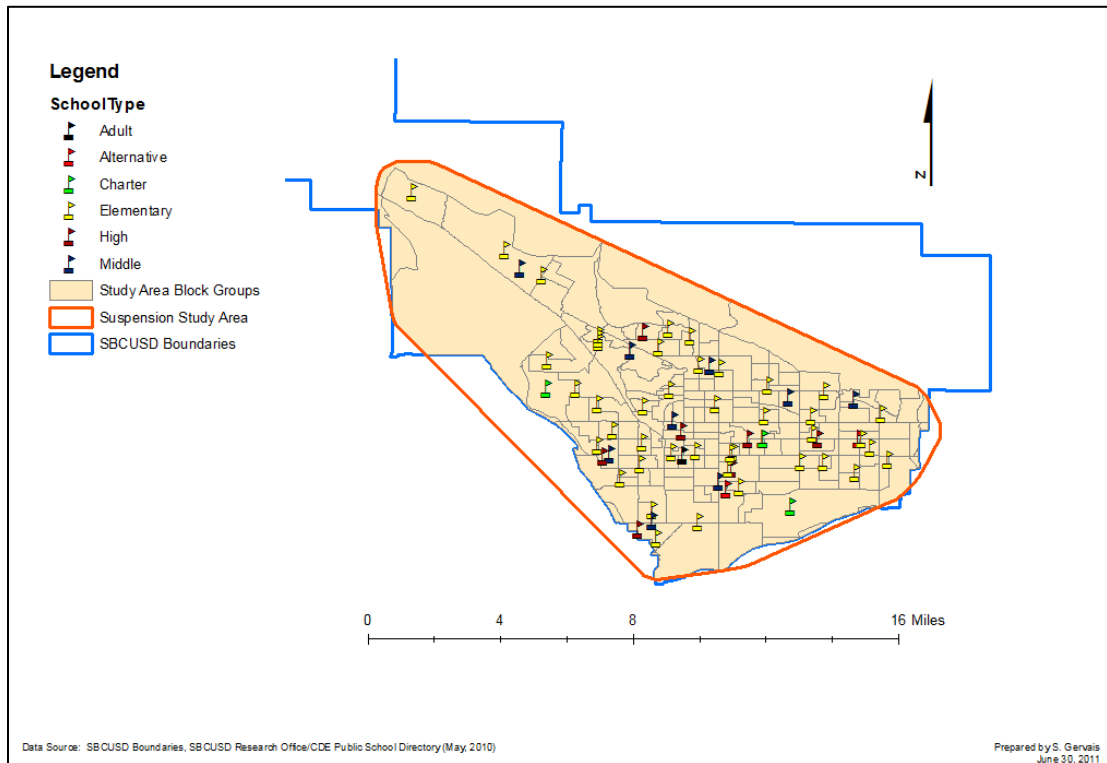 Legend
SchoolType
Adult
Alternative
Charter
Elementary
High
Middle
Study Area Block Groups
Suspension Study Area
SBCUSD Boundaries
N
0 4 8 16 Miles
Data Source: SBCUSD Boundaries, SBCUSD Research Office/CDE Public School Directory (May, 2010)
Prepared by S. Gervais
June 30, 2011